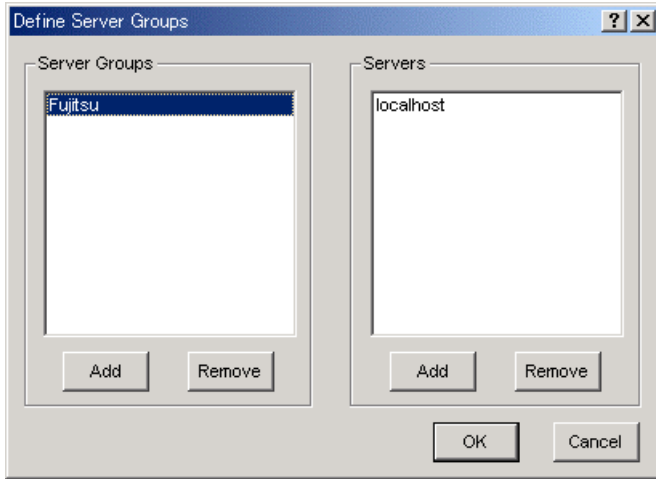 Define Server Groups
Server Groups
Fujitsu
Add
Remove
Servers
localhost
Add
Remove
OK
Cancel